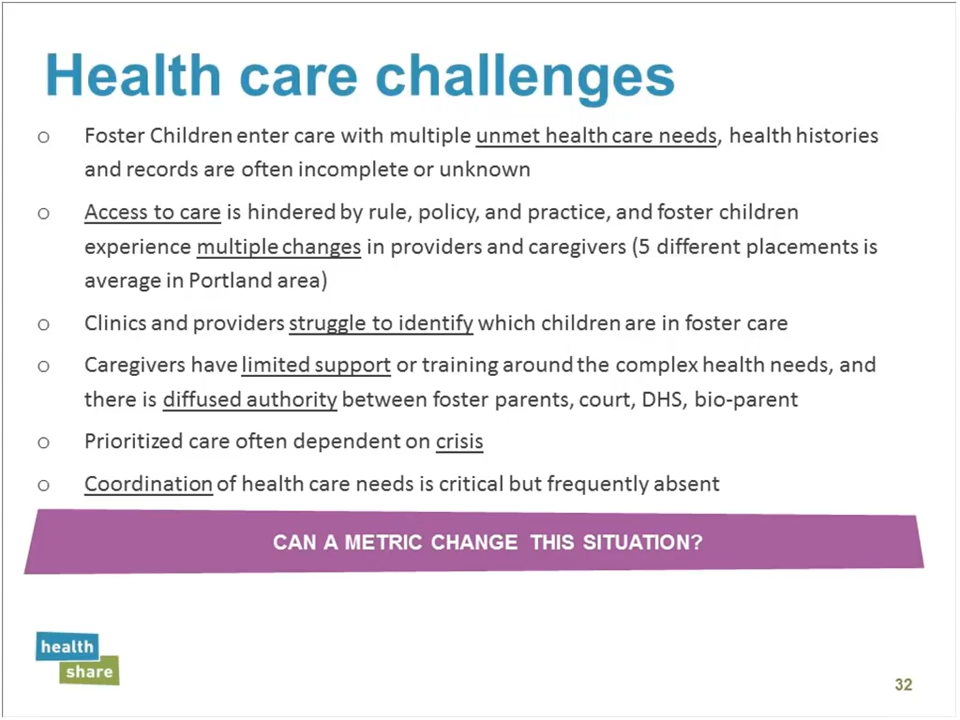 Health care challenges
o Foster Children enter care with multiple unmet health care needs, health histories
and records are often incomplete or unknown
o Access to care is hindered by rule, policy, and practice, and foster children
experience multiple changes in providers and caregivers (5 different placements is
average in Portland area)
o Clinics and providers struggle to identify which children are in foster care
o Caregivers have limited support or training around the complex health needs, and
there is diffused authority between foster parents, court, DHS, bio-parent
o Prioritized care often dependent on crisis
o Coordination of health care needs is critical but frequently absent
CAN A METRIC CHANGE THIS SITUATION?
health
share
32